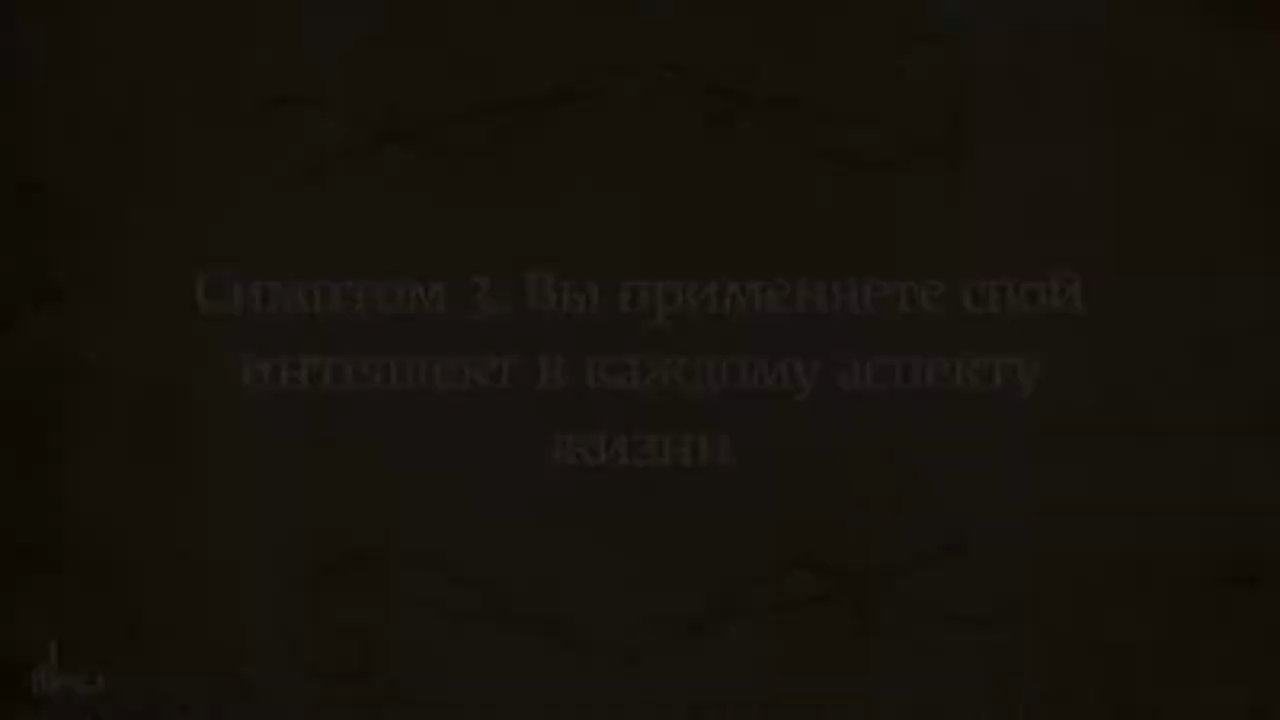 Симптом 3. Вы применяете свой
интеллект к каждому аспекту
жизни